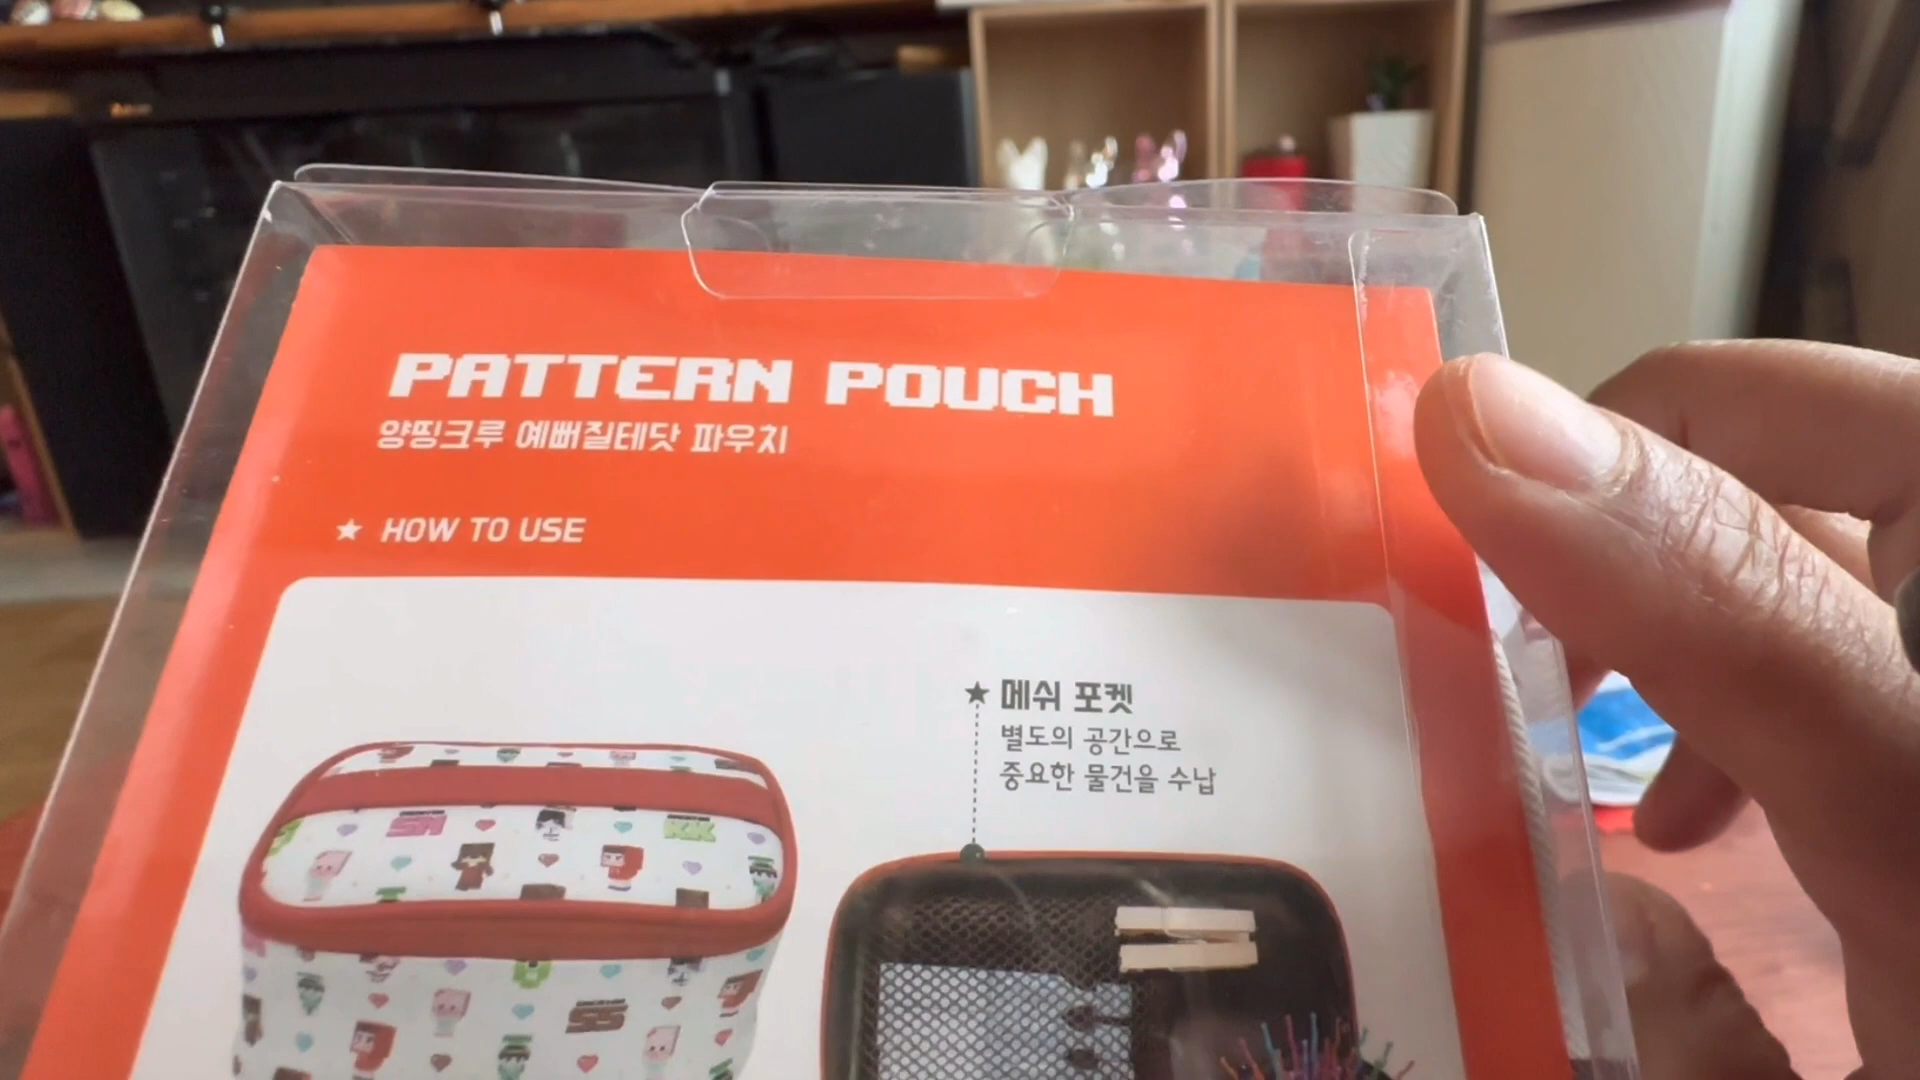 PATTERN POUCH
양띵크루 예뻐질테닷 파우치
★ HOW TO USE
★ 메쉬 포켓
별도의 공간으로
중요한 물건을 수납
KK